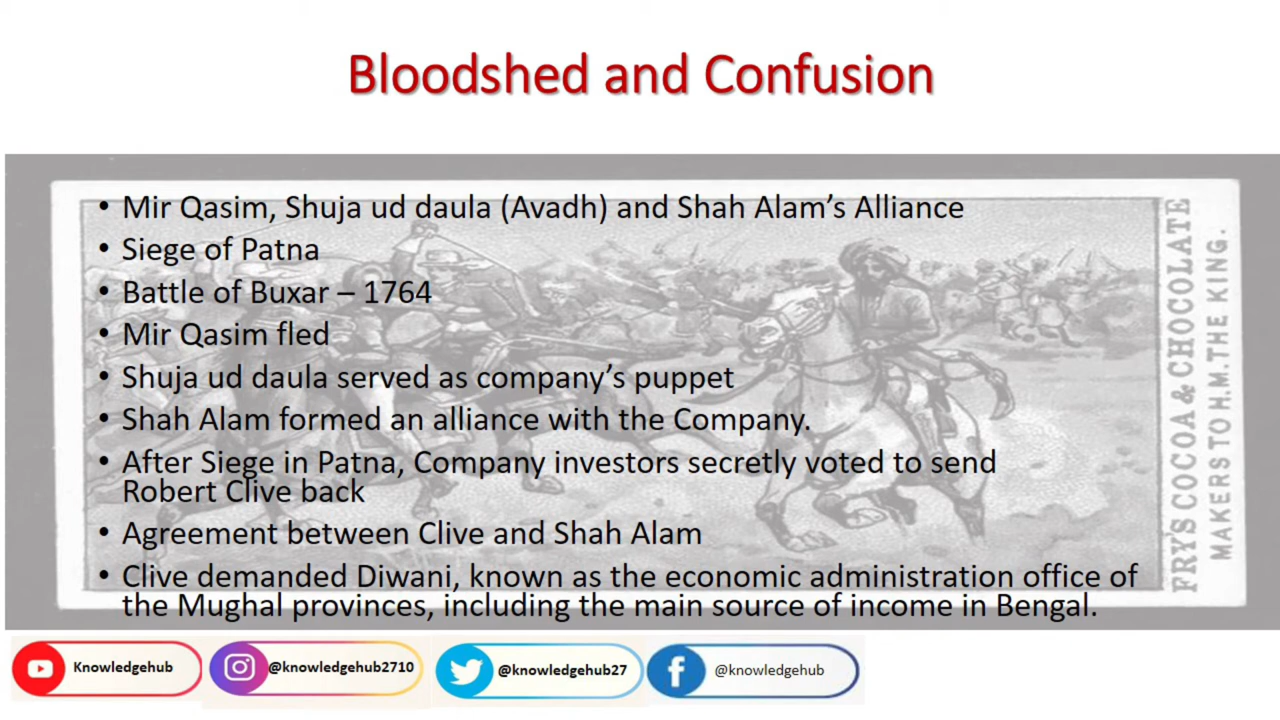 Bloodshed and Confusion
• Mir Qasim, Shuja ud daula (Avadh) and Shah Alam's Alliance
• Siege of Patna
• Battle of Buxar – 1764
• Mir Qasim fled
• Shuja ud daula served as company's puppet
• Shah Alam formed an alliance with the Company.
• After Siege in Patna, Company investors secretly voted to send
Robert Clive back
• Agreement between Clive and Shah Alam
• Clive demanded Diwani, known as the economic administration office of
the Mughal provinces, including the main source of income in Bengal.
FRY'S COCOA & CHOCOLATE
MAKERS TO H.M. THE KING.
Knowledgehub
@knowledgehub2710
@knowledgehub27
@knowledgehub